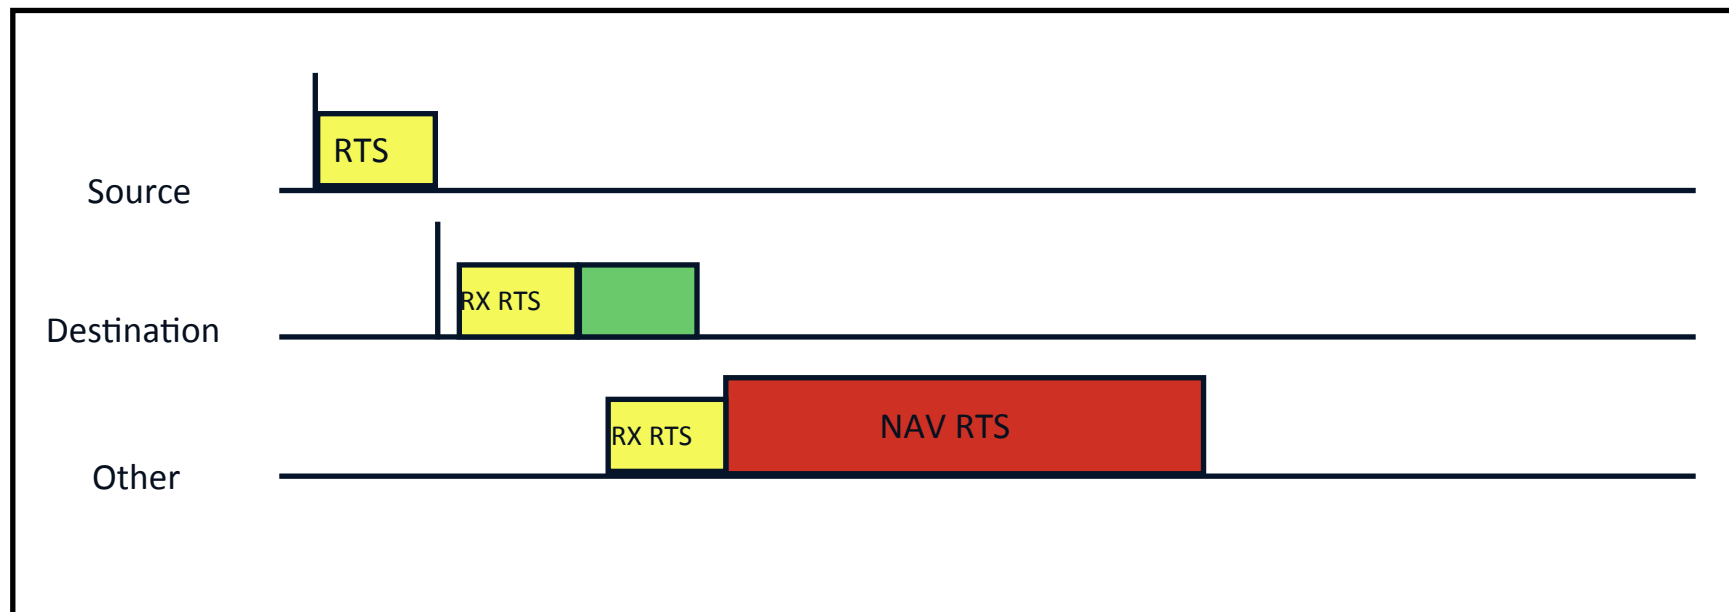 RTS
Source
RX RTS
Destination
RX RTS
NAV RTS
Other